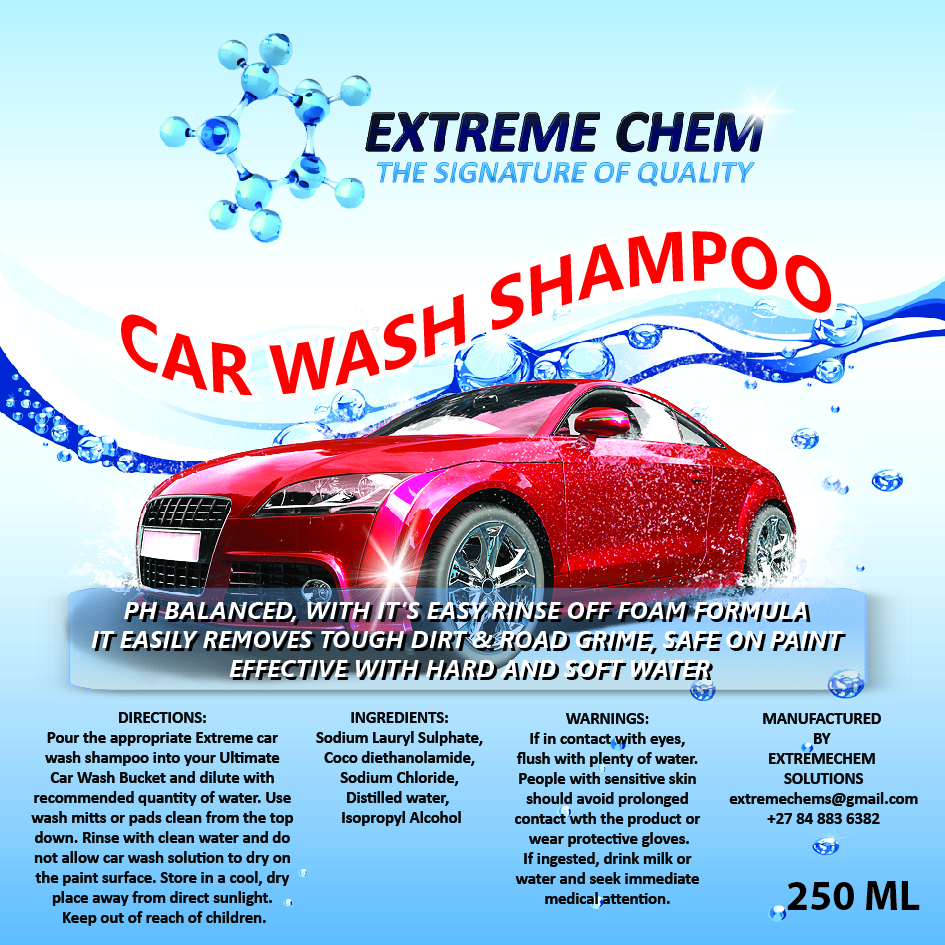 EXTREME CHEM
THE SIGNATURE OF QUALITY
CAR WASH SHAMPOO
PH BALANCED, WITH IT'S EASY RINSE OFF FOAM FORMULA
IT EASILY REMOVES TOUGH DIRT & ROAD GRIME, SAFE ON PAINT
EFFECTIVE WITH HARD AND SOFT WATER
DIRECTIONS:
Pour the appropriate Extreme car
wash shampoo into your Ultimate
Car Wash Bucket and dilute with
recommended quantity of water. Use
wash mitts or pads clean from the top
down. Rinse with clean water and do
not allow car wash solution to dry on
the paint surface. Store in a cool, dry
place away from direct sunlight.
Keep out of reach of children.
INGREDIENTS:
Sodium Lauryl Sulphate,
Coco diethanolamide,
Sodium Chloride,
Distilled water,
Isopropyl Alcohol
WARNINGS:
If in contact with eyes,
flush with plenty of water.
People with sensitive skin
should avoid prolonged
contact wth the product or
wear protective gloves.
If ingested, drink milk or
water and seek immediate
medical attention.
MANUFACTURED
BY
EXTREMECHEM
SOLUTIONS
extremechems@gmail.com
+27 84 883 6382
250 ML